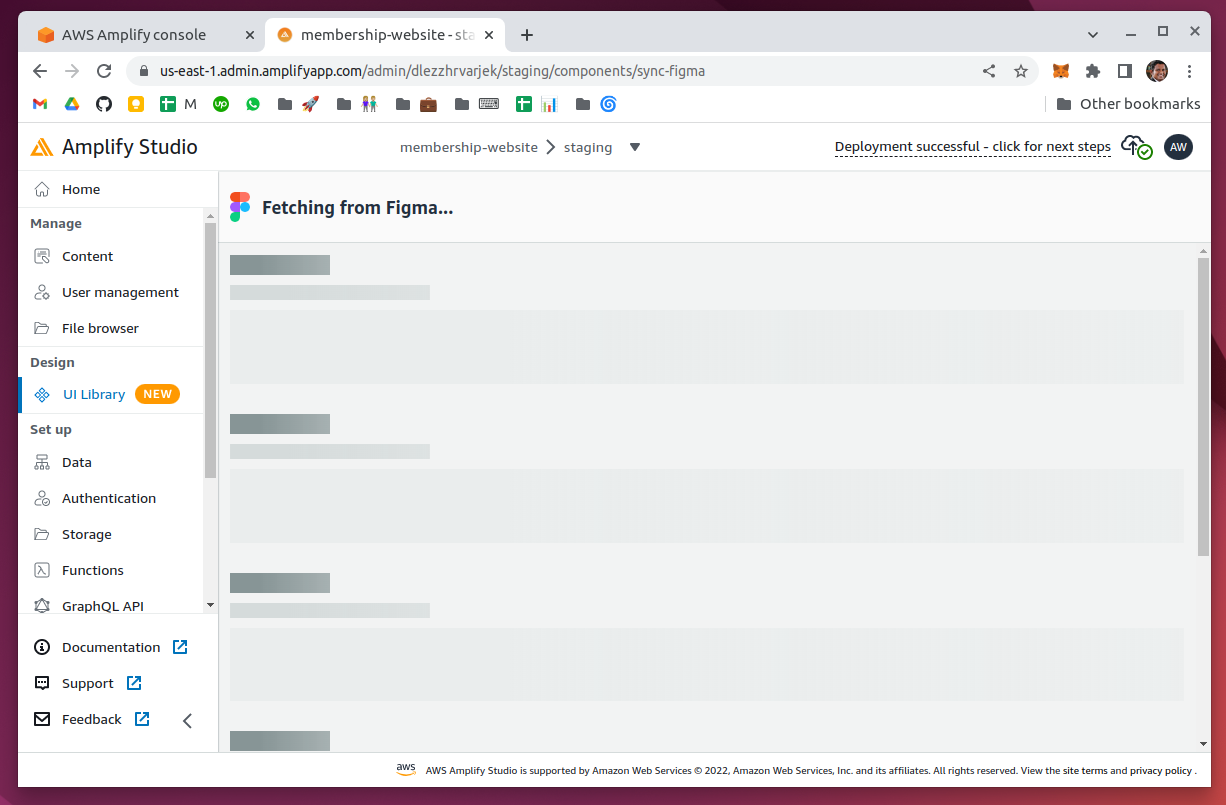 AWS Amplify console
membership-website - sta
us-east-1.admin.amplifyapp.com/admin/dlezzhrvarjek/staging/components/sync-figma
M
up
Other bookmarks
Amplify Studio
membership-website
staging
Deployment successful - click for next steps
AW
Home
Manage
Content
User management
File browser
Design
UI Library NEW
Set up
Data
Authentication
Storage
Functions
GraphQL API
Documentation
Support
Feedback
Fetching from Figma...
aws AWS Amplify Studio is supported by Amazon Web Services © 2022, Amazon Web Services, Inc. and its affiliates. All rights reserved. View the site terms and privacy policy .